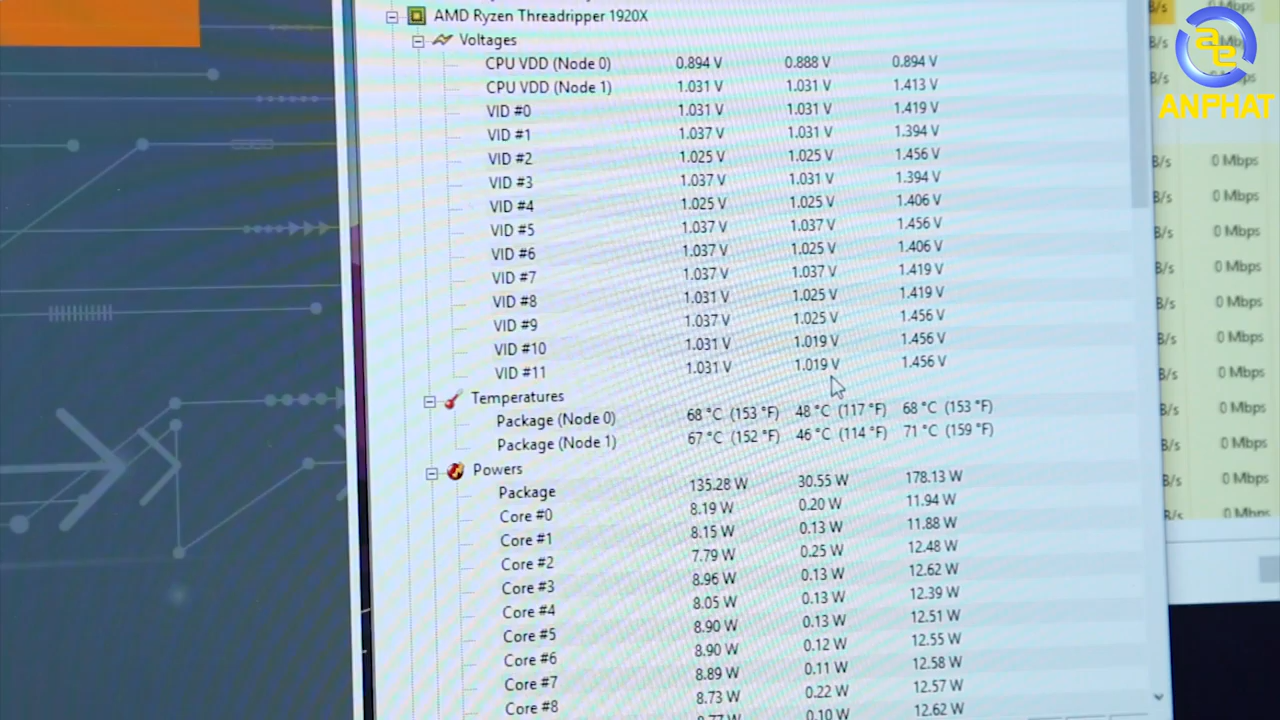 AMD Ryzen Threadripper 1920X
Voltages
CPU VDD (Node 0) 0.894 V 0.888 V 0.894 V
CPU VDD (Node 1) 1.031 V 1.031 V 1.413 V
VID #0 1.031 V 1.031 V 1.419 V
VID #1 1.037 V 1.031 V 1.394 V
VID #2 1.025 V 1.025 V 1.456 V
VID #3 1.037 V 1.031 V 1.394 V
VID #4 1.025 V 1.025 V 1.406 V
VID #5 1.037 V 1.037 V 1.456 V
VID #6 1.037 V 1.025 V 1.406 V
VID #7 1.037 V 1.037 V 1.419 V
VID #8 1.031 V 1.025 V 1.419 V
VID #9 1.037 V 1.025 V 1.456 V
VID #10 1.031 V 1.019 V 1.456 V
VID #11 1.031 V 1.019 V 1.456 V
Temperatures
Package (Node 0) 68 °C (153 °F) 48 °C (117 °F) 68 °C (153 °F)
Package (Node 1) 67 °C (152 °F) 46 °C (114 °F) 71 °C (159 °F)
Powers
Package 135.28 W 30.55 W 178.13 W
Core #0 8.19 W 0.20 W 11.94 W
Core #1 8.15 W 0.13 W 11.88 W
Core #2 7.79 W 0.25 W 12.48 W
Core #3 8.96 W 0.13 W 12.62 W
Core #4 8.05 W 0.13 W 12.39 W
Core #5 8.90 W 0.13 W 12.51 W
Core #6 8.90 W 0.12 W 12.55 W
Core #7 8.89 W 0.11 W 12.58 W
Core #8 8.73 W 0.22 W 12.57 W
0.10 W 12.62 W
ANPHAT
B/s
B/s
B/s
B/s 0 Mbps
B/s 0 Mbps
B/s 0 Mbps
B/s 0 Mbps
B/s 0 Mbps
B/s 0 Mbps
B/s 0 Mbps
B/s 0 Mbps
B/s 0 Mbps
B/s 0 Mbps
B/s 0 Mbps